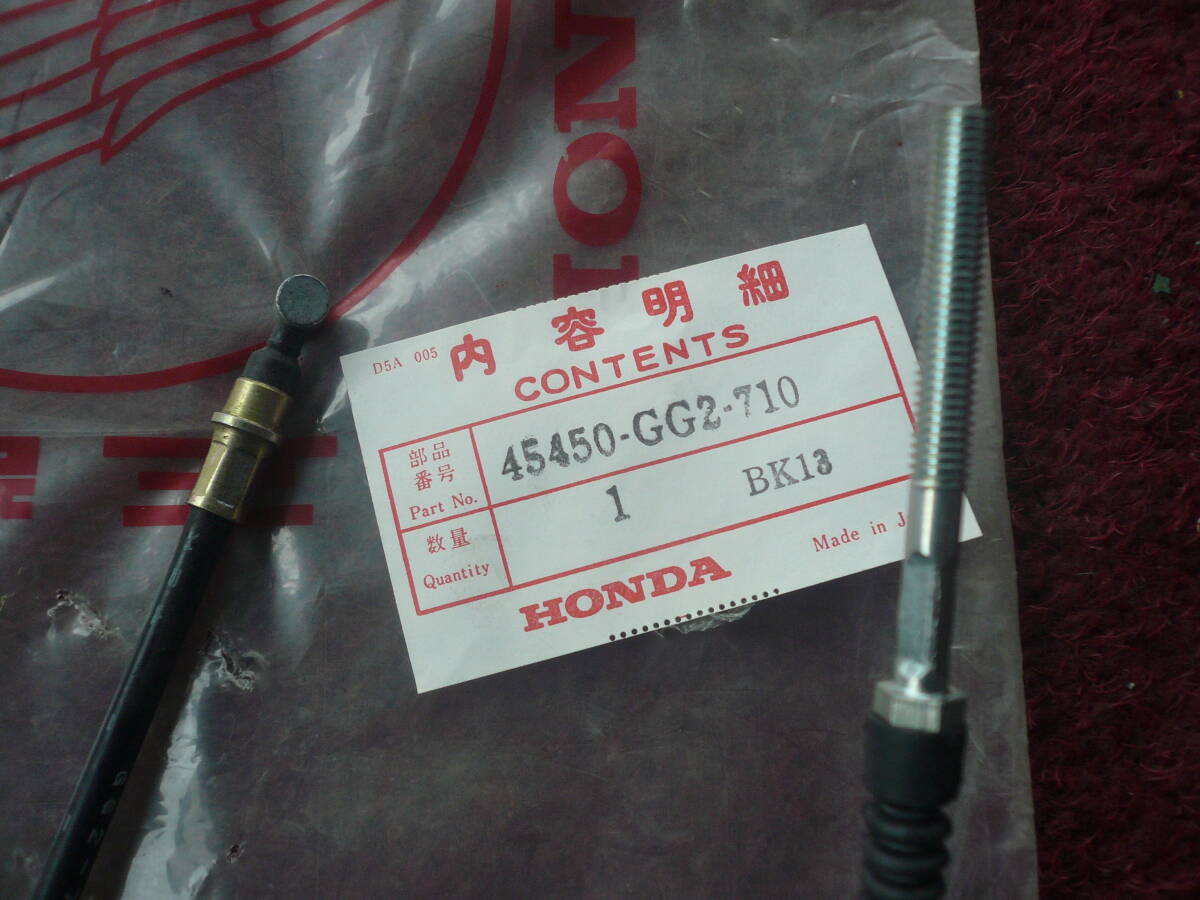 D5A 005
内容明細
CONTENTS
部品
番号
Part No.
45450-GG2-710
数量
Quantity
1
BK13
HONDA
Made in J